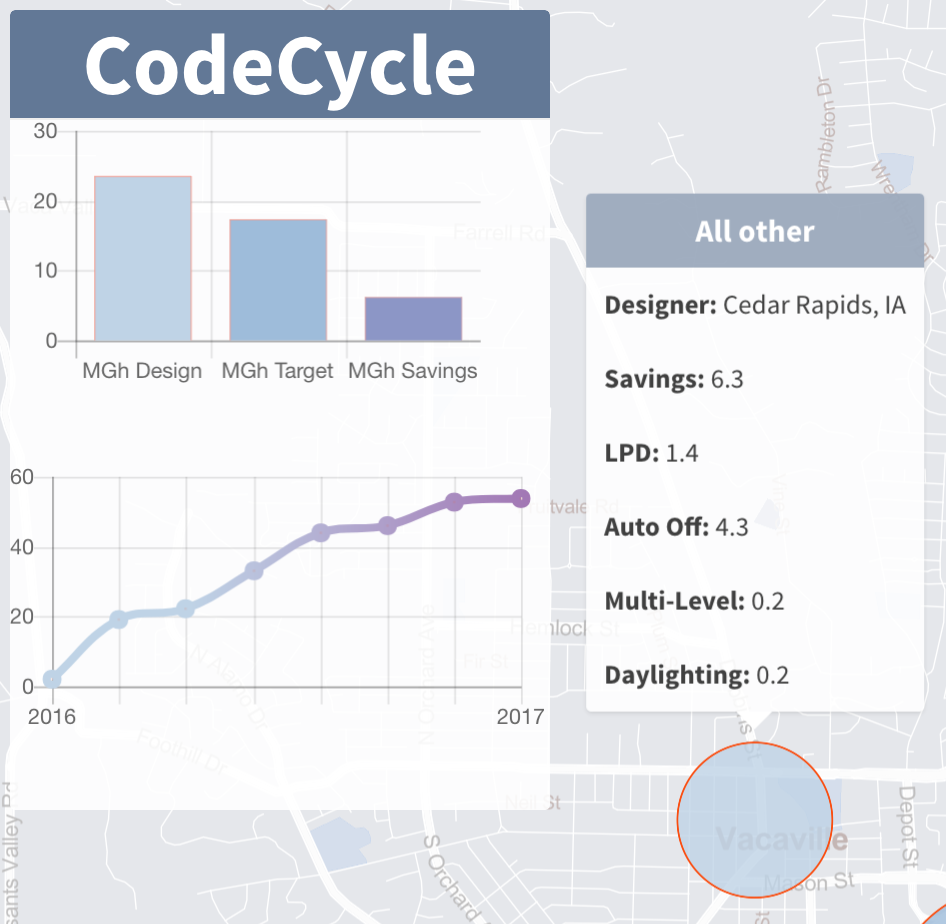 CodeCycle
30
20
10
0
MGh Design MGh Target MGh Savings
60
40
20
0
2016 2017
All other
Designer: Cedar Rapids, IA
Savings: 6.3
LPD: 1.4
Auto Off: 4.3
Multi-Level: 0.2
Daylighting: 0.2
Rambleton Dr
Farrell Rd
N Alamo Dr
N Orchard Ave
Hemlock St
Fir St
Foothill Dr
Neil St
Vacaville
Mason St
Depot St
S Orchard